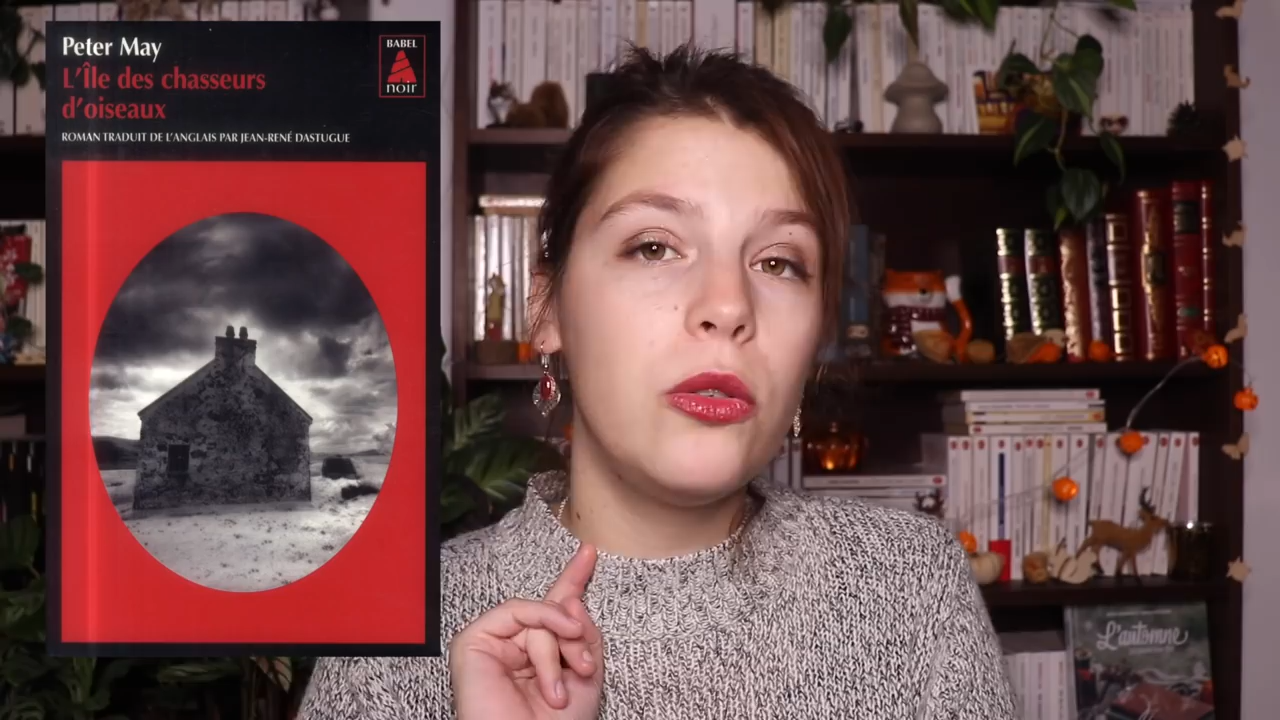 Peter May
L'Île des chasseurs
d'oiseaux
ROMAN TRADUIT DE L'ANGLAIS PAR JEAN-RENÉ DASTUGUE
BABEL
noir
L'automne